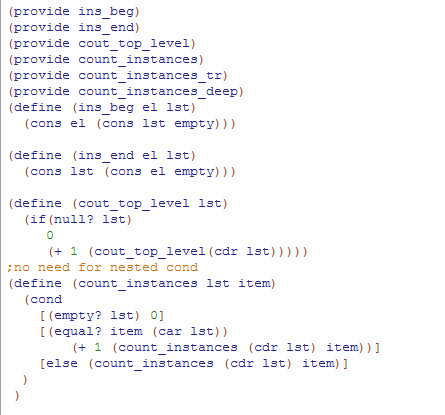 (provide ins_beg)
(provide ins_end)
(provide cout_top_level)
(provide count_instances)
(provide count_instances_tr)
(provide count_instances_deep)
(define (ins_beg el lst)
  (cons el (cons lst empty)))

(define (ins_end el lst)
  (cons lst (cons el empty)))

(define (cout_top_level lst)
  (if(null? lst)
     0
     (+ 1 (cout_top_level(cdr lst)))))
;no need for nested cond
(define (count_instances lst item)
  (cond
    [(empty? lst) 0]
    [(equal? item (car lst))
        (+ 1 (count_instances (cdr lst) item))]
    [else (count_instances (cdr lst) item)]
  )
 )